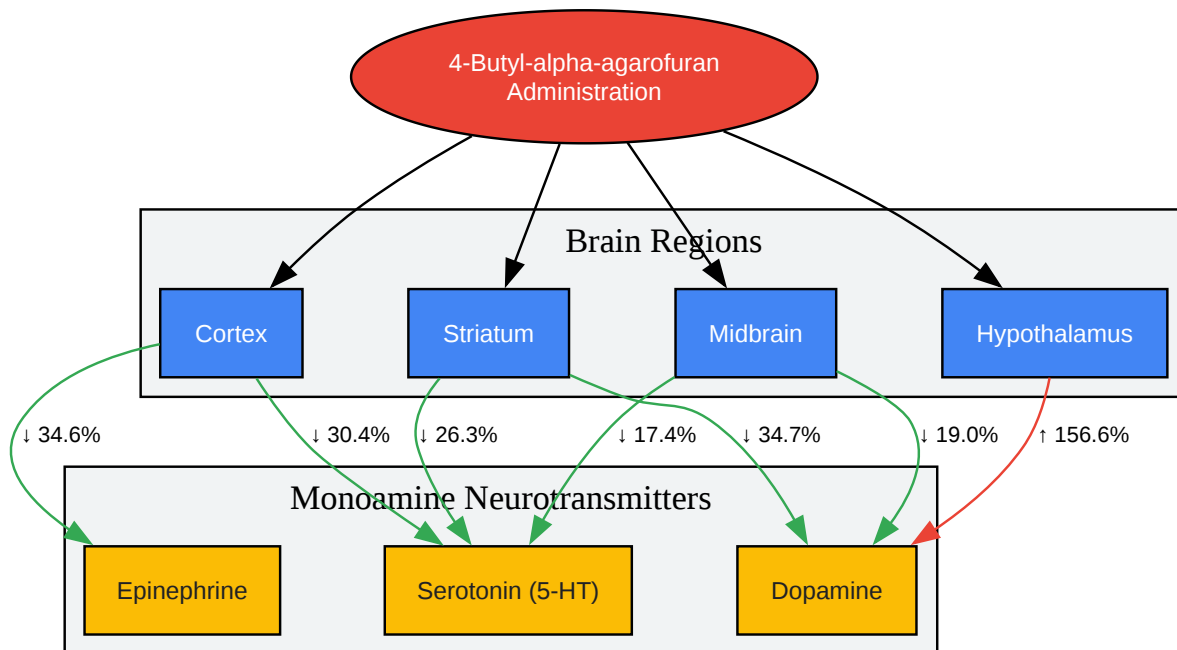 4-Butyl-alpha-agarofuran
Administration
Brain Regions
Cortex
Striatum
Midbrain
Hypothalamus
↓ 34.6%
↓ 30.4%
↓ 26.3%
↓ 17.4%
↓ 34.7%
↓ 19.0%
↑ 156.6%
Monoamine Neurotransmitters
Epinephrine
Serotonin (5-HT)
Dopamine